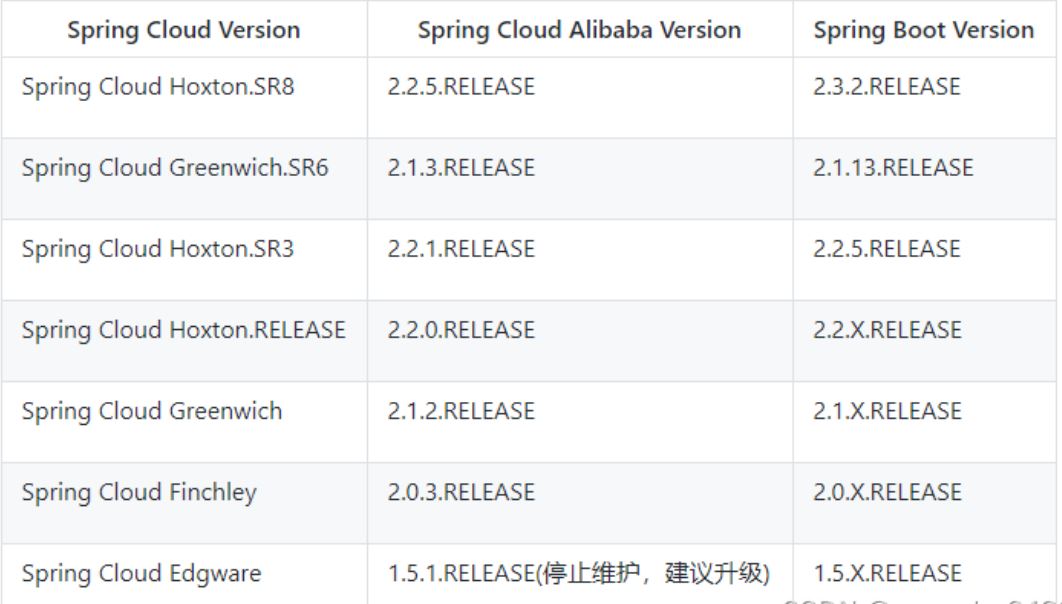 Spring Cloud Version Spring Cloud Alibaba Version Spring Boot Version
Spring Cloud Hoxton.SR8 2.2.5.RELEASE 2.3.2.RELEASE
Spring Cloud Greenwich.SR6 2.1.3.RELEASE 2.1.13.RELEASE
Spring Cloud Hoxton.SR3 2.2.1.RELEASE 2.2.5.RELEASE
Spring Cloud Hoxton.RELEASE 2.2.0.RELEASE 2.2.X.RELEASE
Spring Cloud Greenwich 2.1.2.RELEASE 2.1.X.RELEASE
Spring Cloud Finchley 2.0.3.RELEASE 2.0.X.RELEASE
Spring Cloud Edgware 1.5.1.RELEASE(停止维护，建议升级) 1.5.X.RELEASE